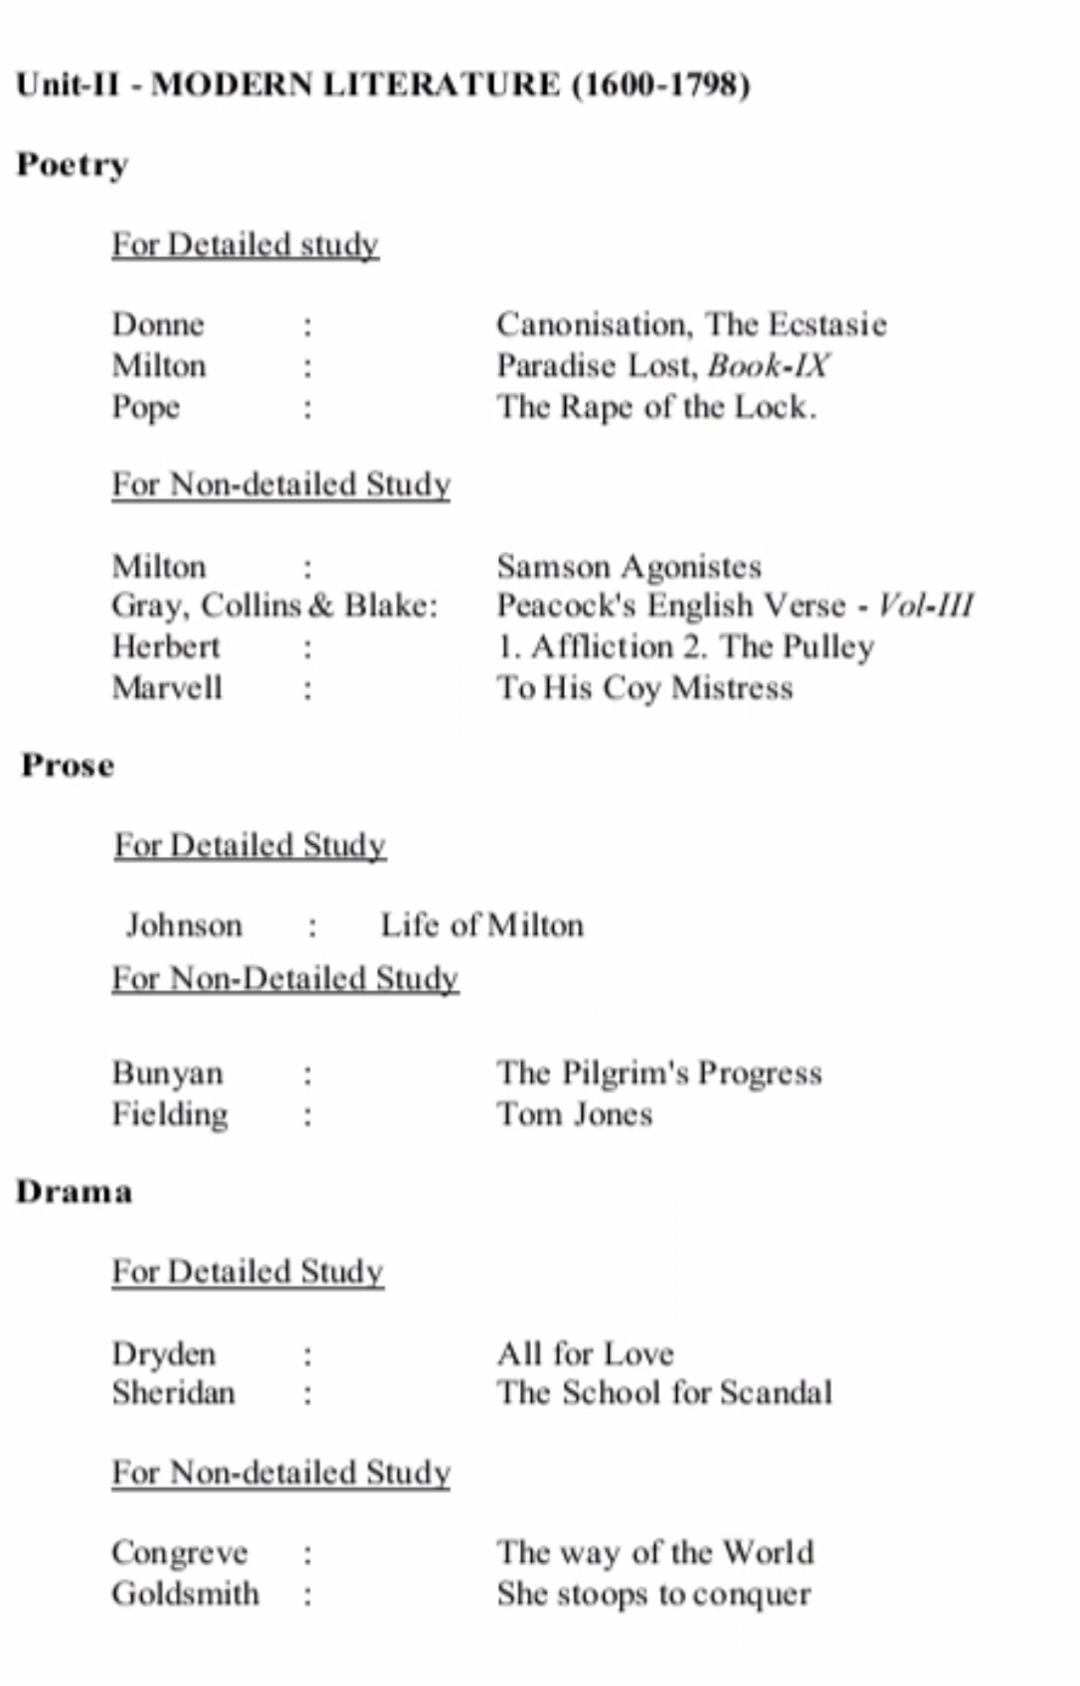 Unit-II - MODERN LITERATURE (1600-1798)
Poetry
For Detailed study
Donne : Canonisation, The Ecstasie
Milton : Paradise Lost, Book-IX
Pope : The Rape of the Lock.
For Non-detailed Study
Milton : Samson Agonistes
Gray, Collins & Blake: Peacock's English Verse - Vol-III
Herbert : 1. Affliction 2. The Pulley
Marvell : To His Coy Mistress
Prose
For Detailed Study
Johnson : Life of Milton
For Non-Detailed Study
Bunyan : The Pilgrim's Progress
Fielding : Tom Jones
Drama
For Detailed Study
Dryden : All for Love
Sheridan : The School for Scandal
For Non-detailed Study
Congreve : The way of the World
Goldsmith : She stoops to conquer